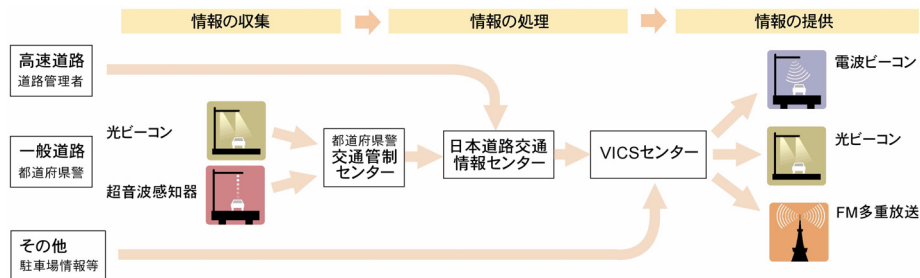 情報の収集
情報の処理
情報の提供
高速道路
道路管理者
一般道路
都道府県警
光ビーコン
超音波感知器
都道府県警
交通管制
センター
日本道路交通
情報センター
VICSセンター
電波ビーコン
光ビーコン
FM多重放送
その他
駐車場情報等